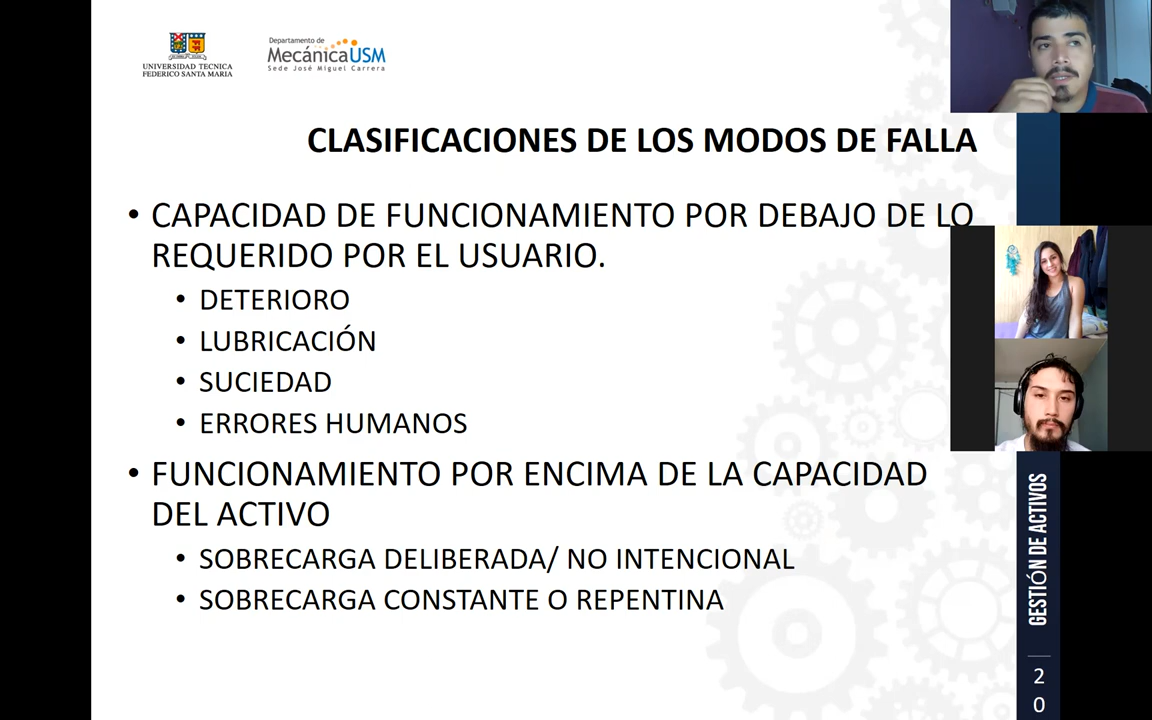 UNIVERSIDAD TECNICA
FEDERICO SANTA MARIA
Departamento de
MecánicaUSM
Sede José Miguel Carrera
CLASIFICACIONES DE LOS MODOS DE FALLA
• CAPACIDAD DE FUNCIONAMIENTO POR DEBAJO DE LO
REQUERIDO POR EL USUARIO.
• DETERIORO
• LUBRICACIÓN
• SUCIEDAD
• ERRORES HUMANOS
• FUNCIONAMIENTO POR ENCIMA DE LA CAPACIDAD
DEL ACTIVO
• SOBRECARGA DELIBERADA/ NO INTENCIONAL
• SOBRECARGA CONSTANTE O REPENTINA
GESTIÓN DE ACTIVOS
2
0